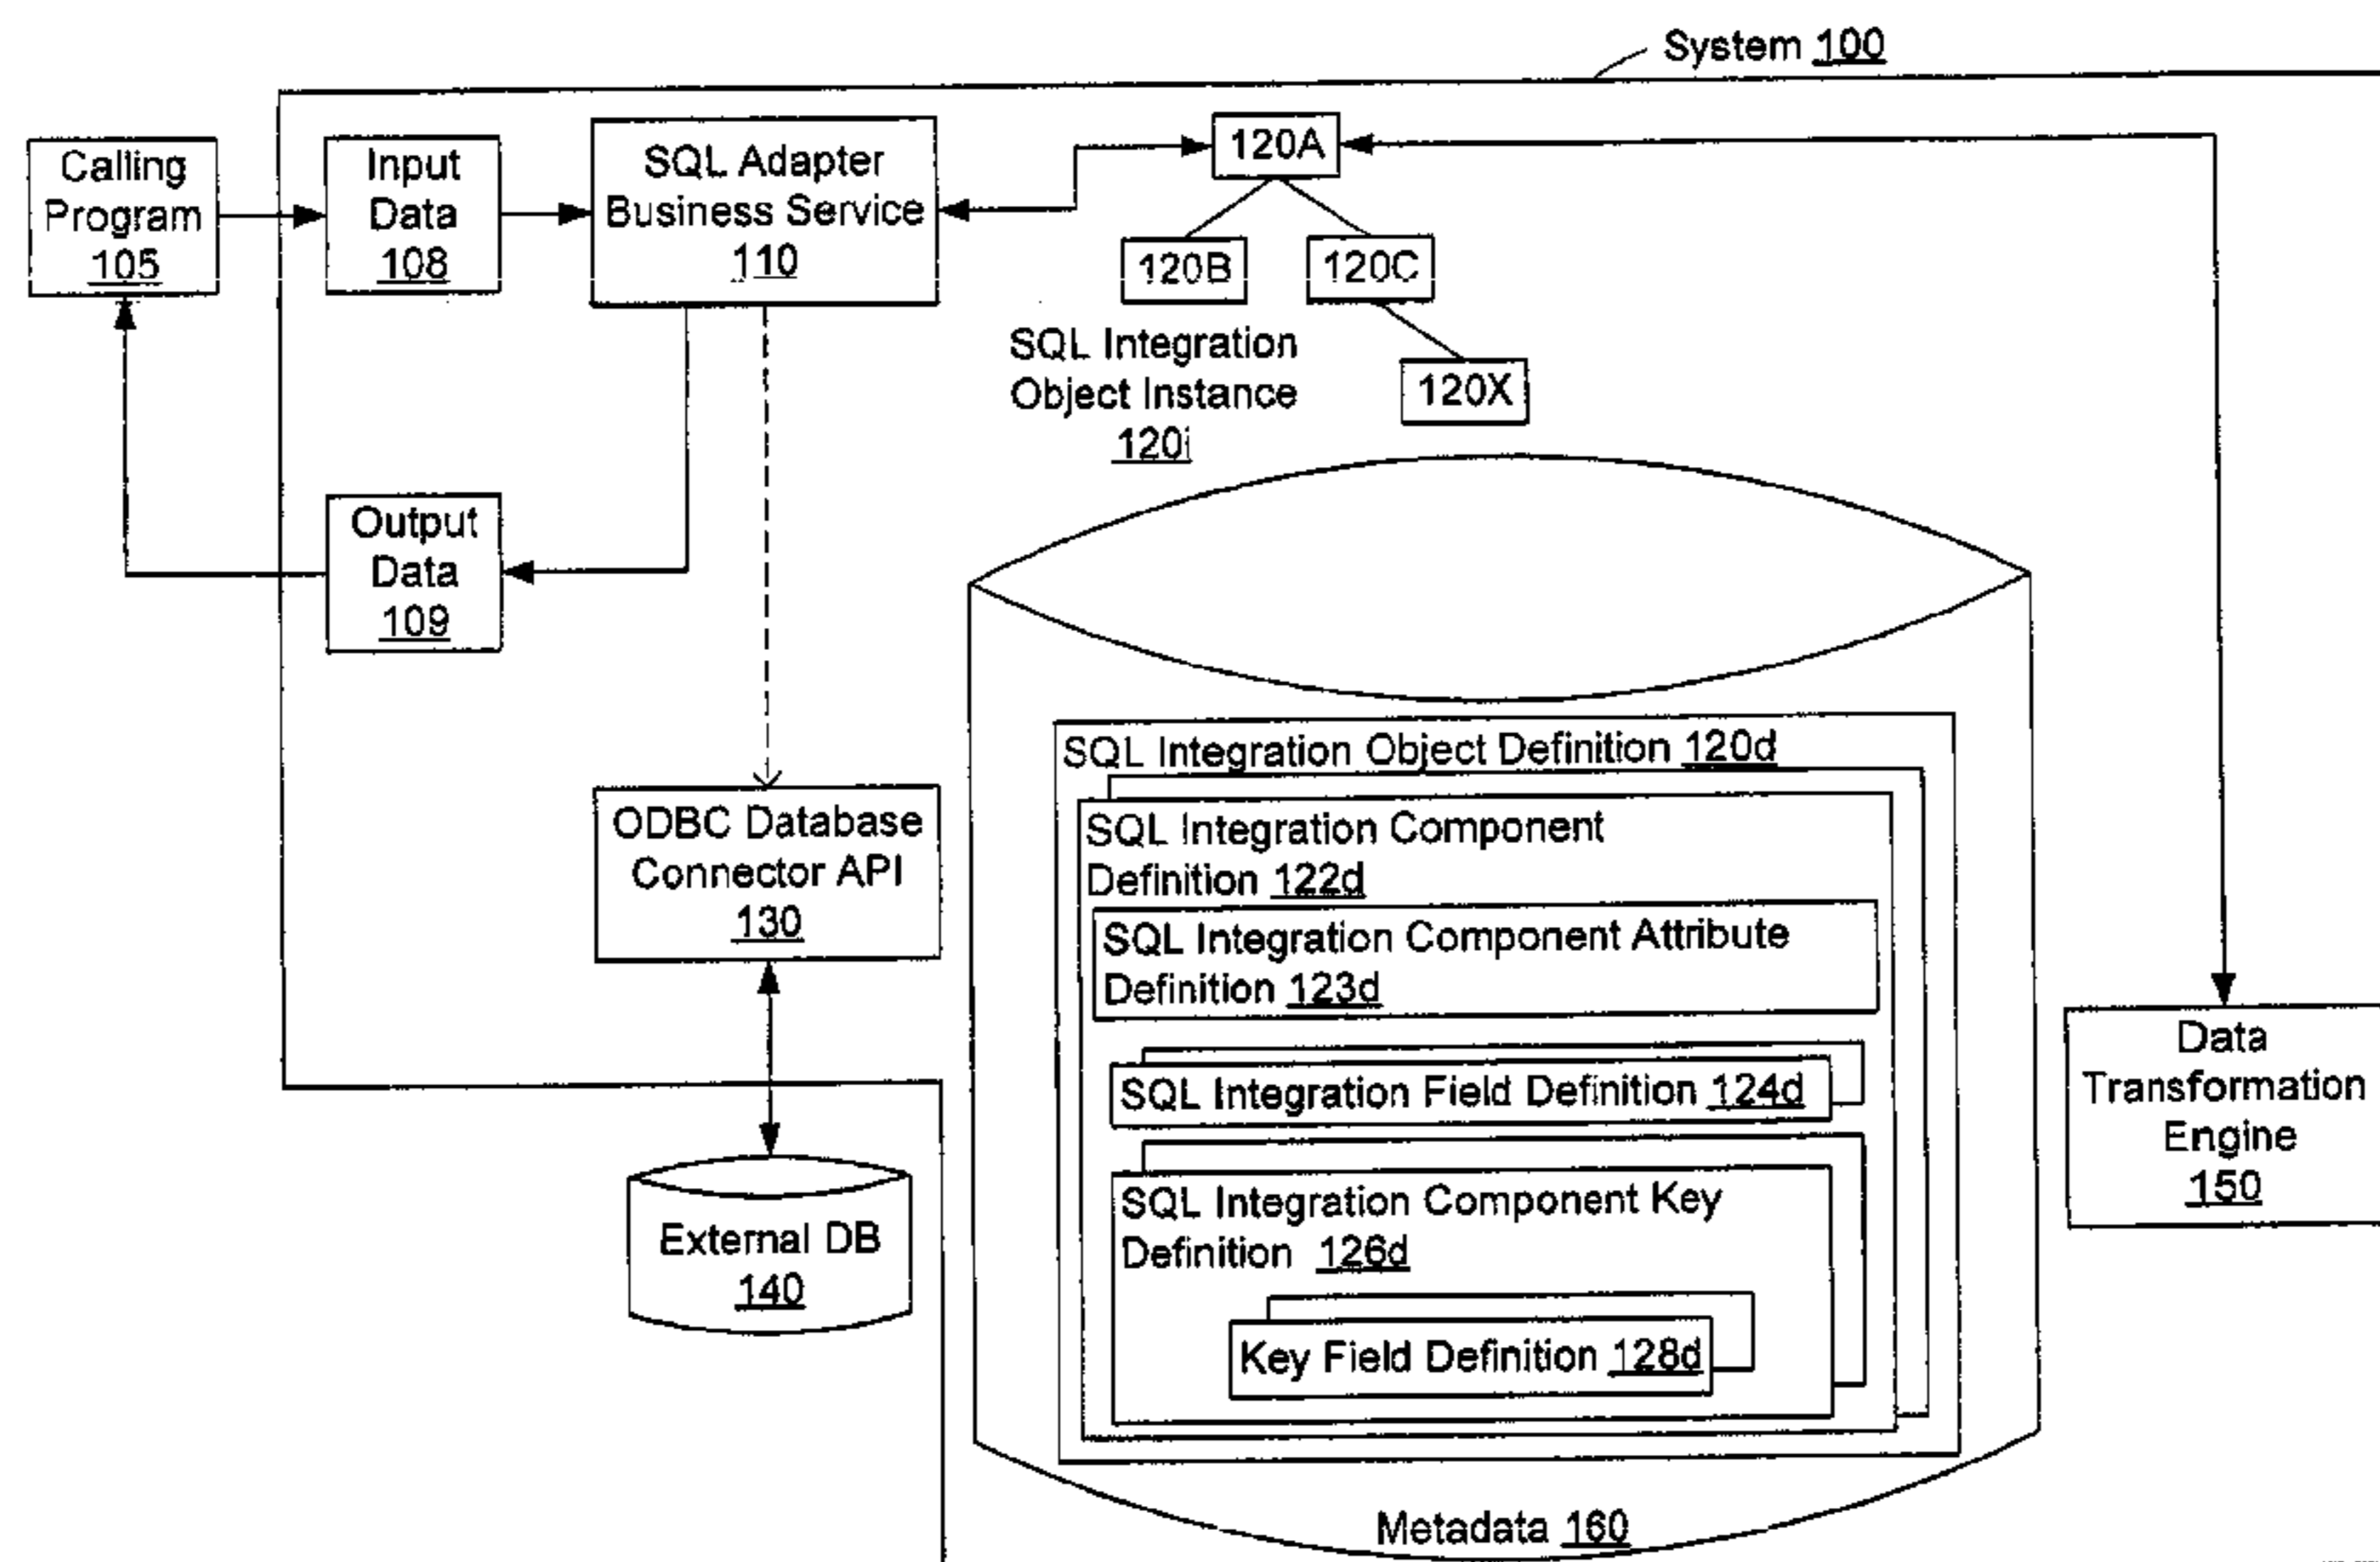 System 100
Calling
Program
105
Input
Data
108
SQL Adapter
Business Service
110
120A
120B
120C
120X
SQL Integration
Object Instance
120i
Output
Data
109
ODBC Database
Connector API
130
External DB
140
SQL Integration Object Definition 120d
SQL Integration Component
Definition 122d
SQL Integration Component Attribute
Definition 123d
SQL Integration Field Definition 124d
SQL Integration Component Key
Definition 126d
Key Field Definition 128d
Metadata 160
Data
Transformation
Engine
150